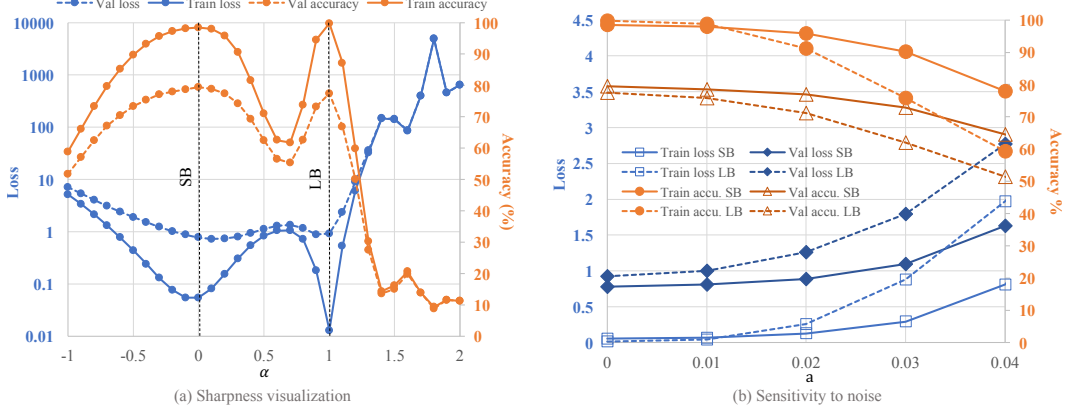 Val loss Train loss Val accuracy Train accuracy
10000
1000
100
10
1
0.1
0.01
Loss
100
90
80
70
60
50
40
30
20
10
0
Accuracy (%)
SB
LB
-1 -0.5 0 0.5 1 1.5 2
α
(a) Sharpness visualization
4.5
4
3.5
3
2.5
2
1.5
1
0.5
0
Loss
100
90
80
70
60
50
40
30
20
10
0
Accuracy %
Train loss SB Val loss SB
Train loss LB Val loss LB
Train accu. SB Val accu. SB
Train accu. LB Val accu. LB
0 0.01 0.02 0.03 0.04
a
(b) Sensitivity to noise